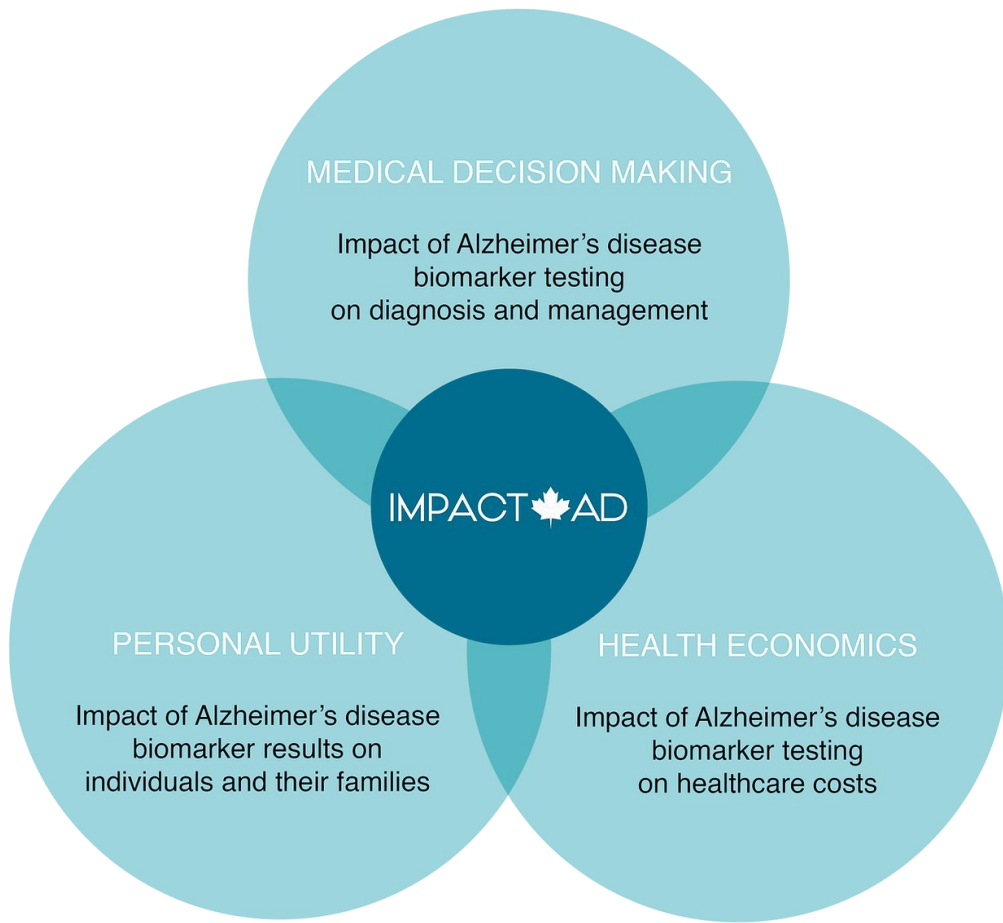 MEDICAL DECISION MAKING
Impact of Alzheimer’s disease
biomarker testing
on diagnosis and management
IMPACT AD
PERSONAL UTILITY
Impact of Alzheimer’s disease
biomarker results on
individuals and their families
HEALTH ECONOMICS
Impact of Alzheimer’s disease
biomarker testing
on healthcare costs